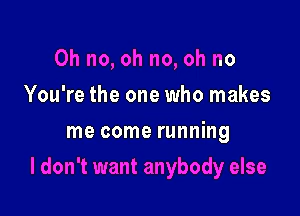 Oh no, oh no, oh no
You're the one who makes
me come running
I don't want anybody else